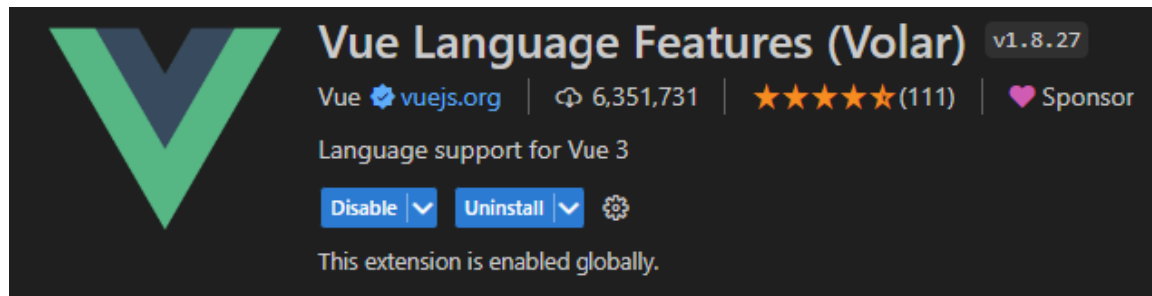 Vue Language Features (Volar) v1.8.27
Vue vuejs.org 6,351,731 (111) Sponsor
Language support for Vue 3
Disable Uninstall
This extension is enabled globally.